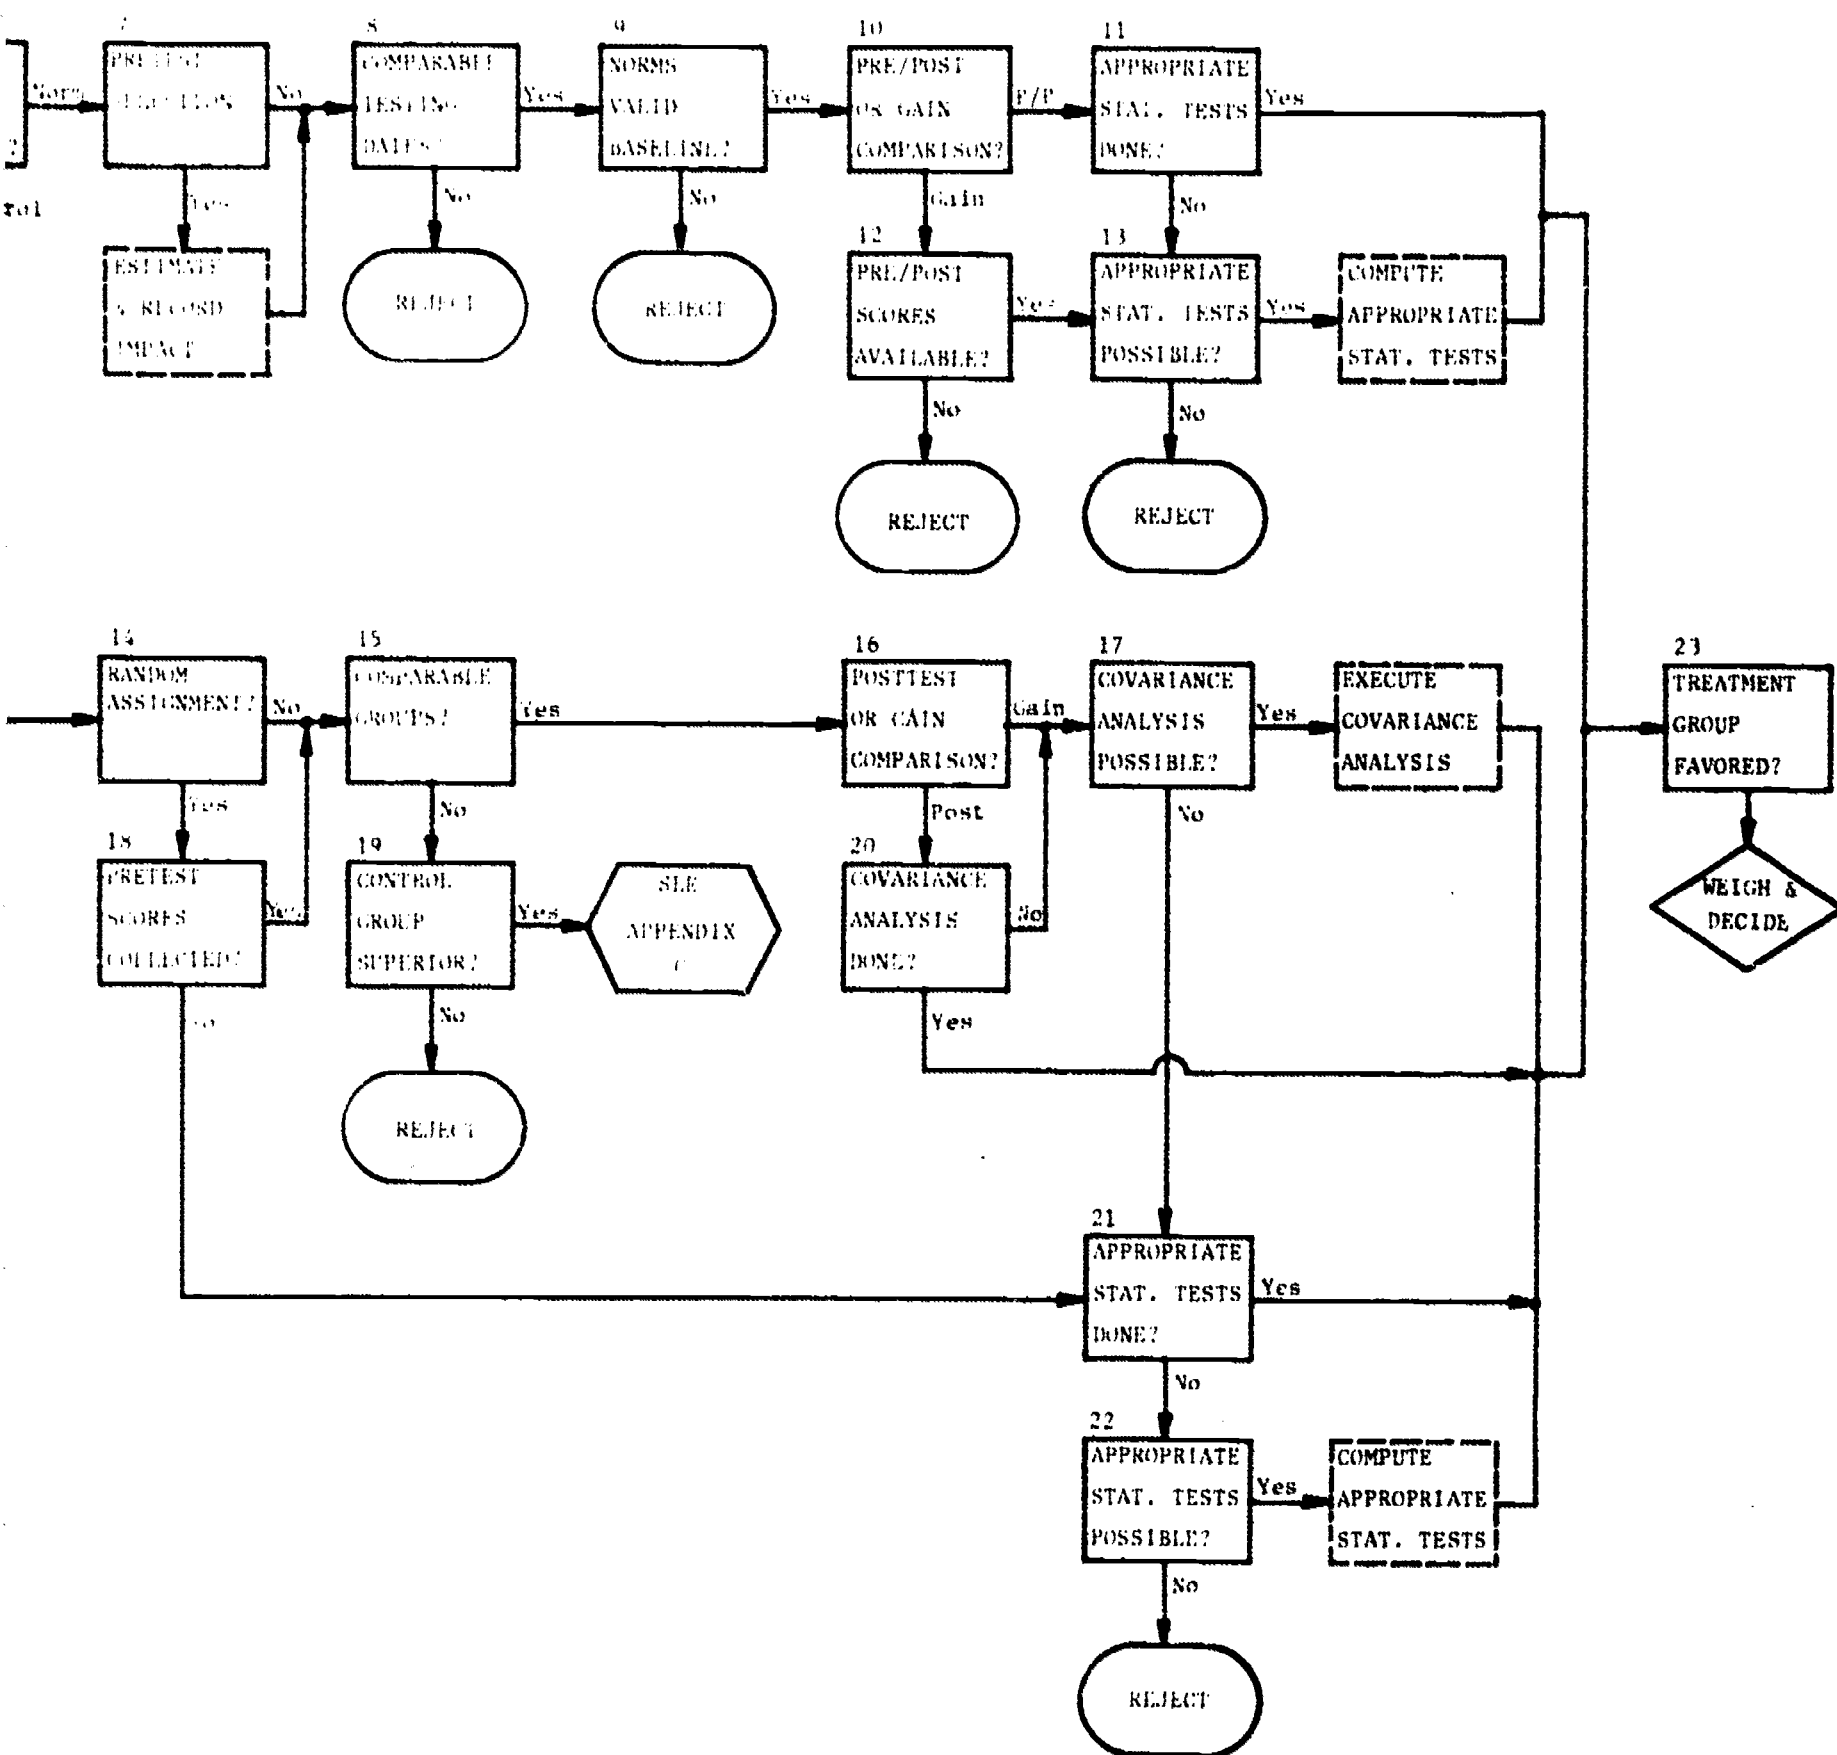 7
8
9
10
11
Norm
PRETEST
No
COMPARABLE
TESTING
DATES?
Yes
NORMS
VALID
BASELINE?
Yes
PRE/POST
OR GAIN
COMPARISON?
P/P
APPROPRIATE
STAT. TESTS
DONE?
Yes
?
rol
Yes
No
No
Gain
No
12
13
ESTIMATE
& RECORD
IMPACT
REJECT
REJECT
PRE/POST
SCORES
AVAILABLE?
Yes
APPROPRIATE
STAT. TESTS
POSSIBLE?
Yes
COMPUTE
APPROPRIATE
STAT. TESTS
No
No
REJECT
REJECT
14
15
16
17
23
RANDOM
ASSIGNMENT?
No
COMPARABLE
GROUPS?
Yes
POSTTEST
OR GAIN
COMPARISON?
Gain
COVARIANCE
ANALYSIS
POSSIBLE?
Yes
EXECUTE
COVARIANCE
ANALYSIS
TREATMENT
GROUP
FAVORED?
Yes
No
Post
No
18
19
20
PRETEST
SCORES
COLLECTED?
Yes
CONTROL
GROUP
SUPERIOR?
Yes
SEE
APPENDIX
C
COVARIANCE
ANALYSIS
DONE?
No
WEIGH &
DECIDE
No
No
Yes
REJECT
21
APPROPRIATE
STAT. TESTS
DONE?
Yes
No
22
APPROPRIATE
STAT. TESTS
POSSIBLE?
Yes
COMPUTE
APPROPRIATE
STAT. TESTS
No
REJECT